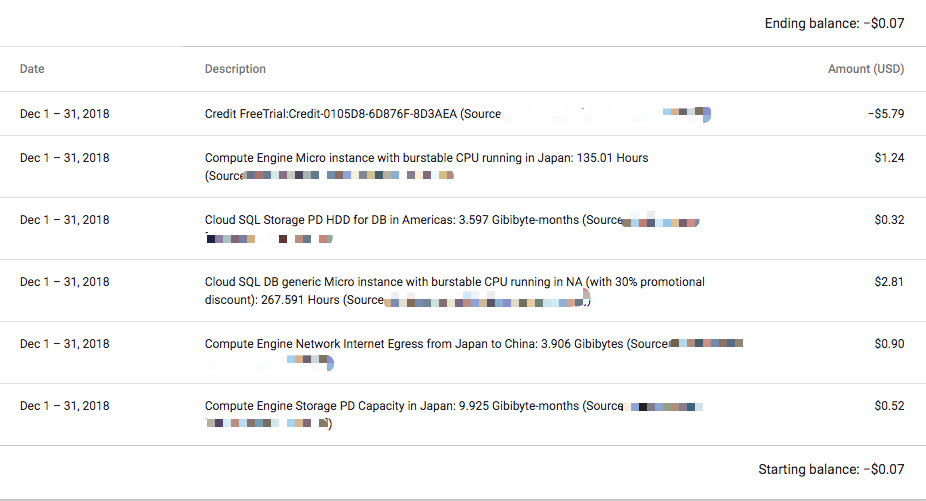 Ending balance: −$0.07
Date Description Amount (USD)
Dec 1 – 31, 2018 Credit FreeTrial:Credit-0105D8-6D876F-8D3AEA (Source −$5.79
Dec 1 – 31, 2018 Compute Engine Micro instance with burstable CPU running in Japan: 135.01 Hours $1.24
(Source
Dec 1 – 31, 2018 Cloud SQL Storage PD HDD for DB in Americas: 3.597 Gibibyte-months (Source $0.32
Dec 1 – 31, 2018 Cloud SQL DB generic Micro instance with burstable CPU running in NA (with 30% promotional $2.81
discount): 267.591 Hours (Source )
Dec 1 – 31, 2018 Compute Engine Network Internet Egress from Japan to China: 3.906 Gibibytes (Source $0.90
Dec 1 – 31, 2018 Compute Engine Storage PD Capacity in Japan: 9.925 Gibibyte-months (Source $0.52
])
Starting balance: −$0.07